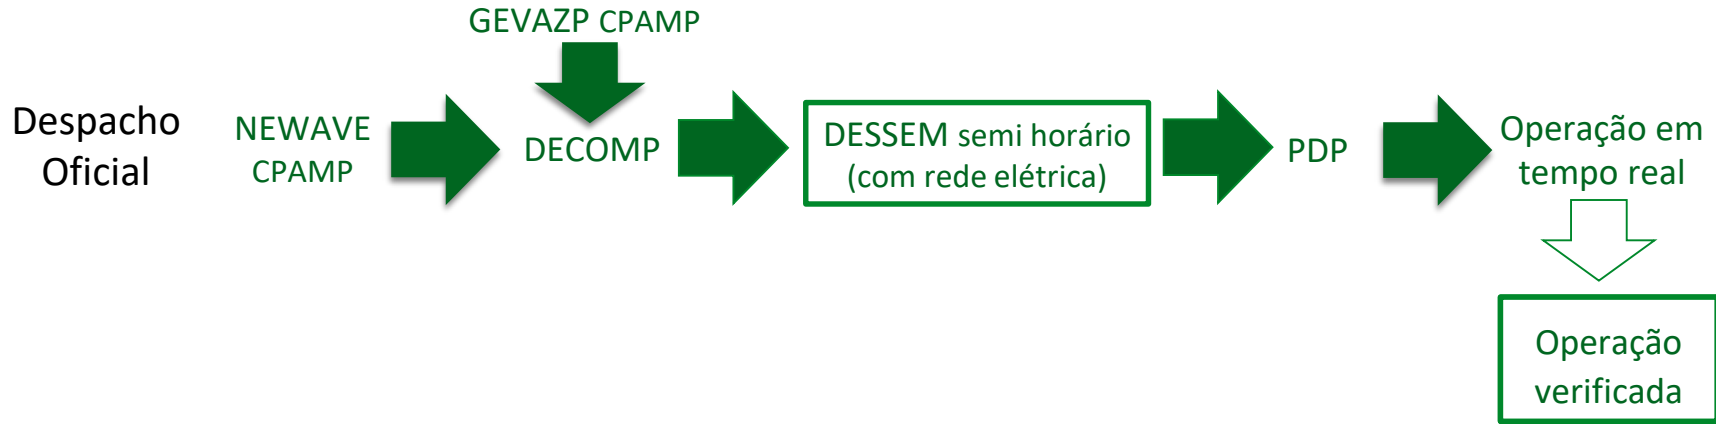 GEVAZP CPAMP
Despacho
Oficial
NEWAVE
CPAMP
DECOMP
DESSEM semi horário
(com rede elétrica)
PDP
Operação em
tempo real
Operação
verificada